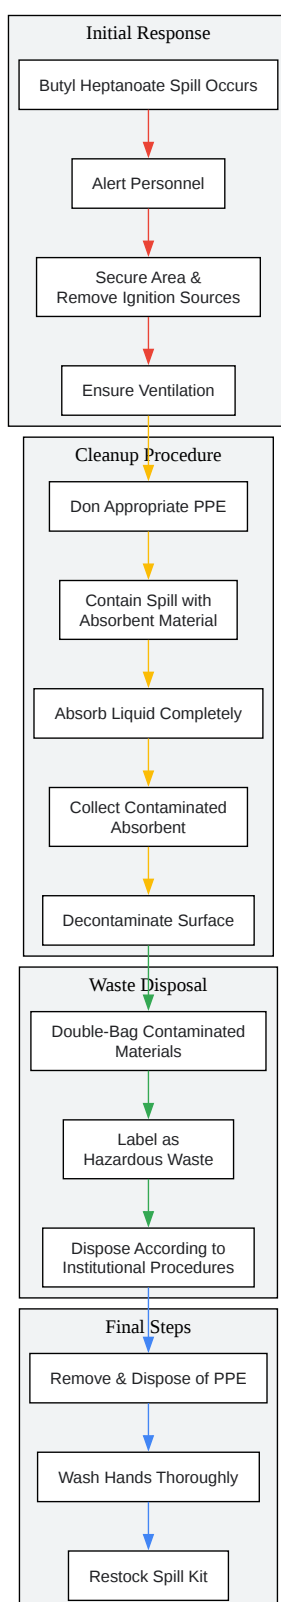 Initial Response
Butyl Heptanoate Spill Occurs
Alert Personnel
Secure Area &
Remove Ignition Sources
Ensure Ventilation
Cleanup Procedure
Don Appropriate PPE
Contain Spill with
Absorbent Material
Absorb Liquid Completely
Collect Contaminated
Absorbent
Decontaminate Surface
Waste Disposal
Double-Bag Contaminated
Materials
Label as
Hazardous Waste
Dispose According to
Institutional Procedures
Final Steps
Remove & Dispose of PPE
Wash Hands Thoroughly
Restock Spill Kit